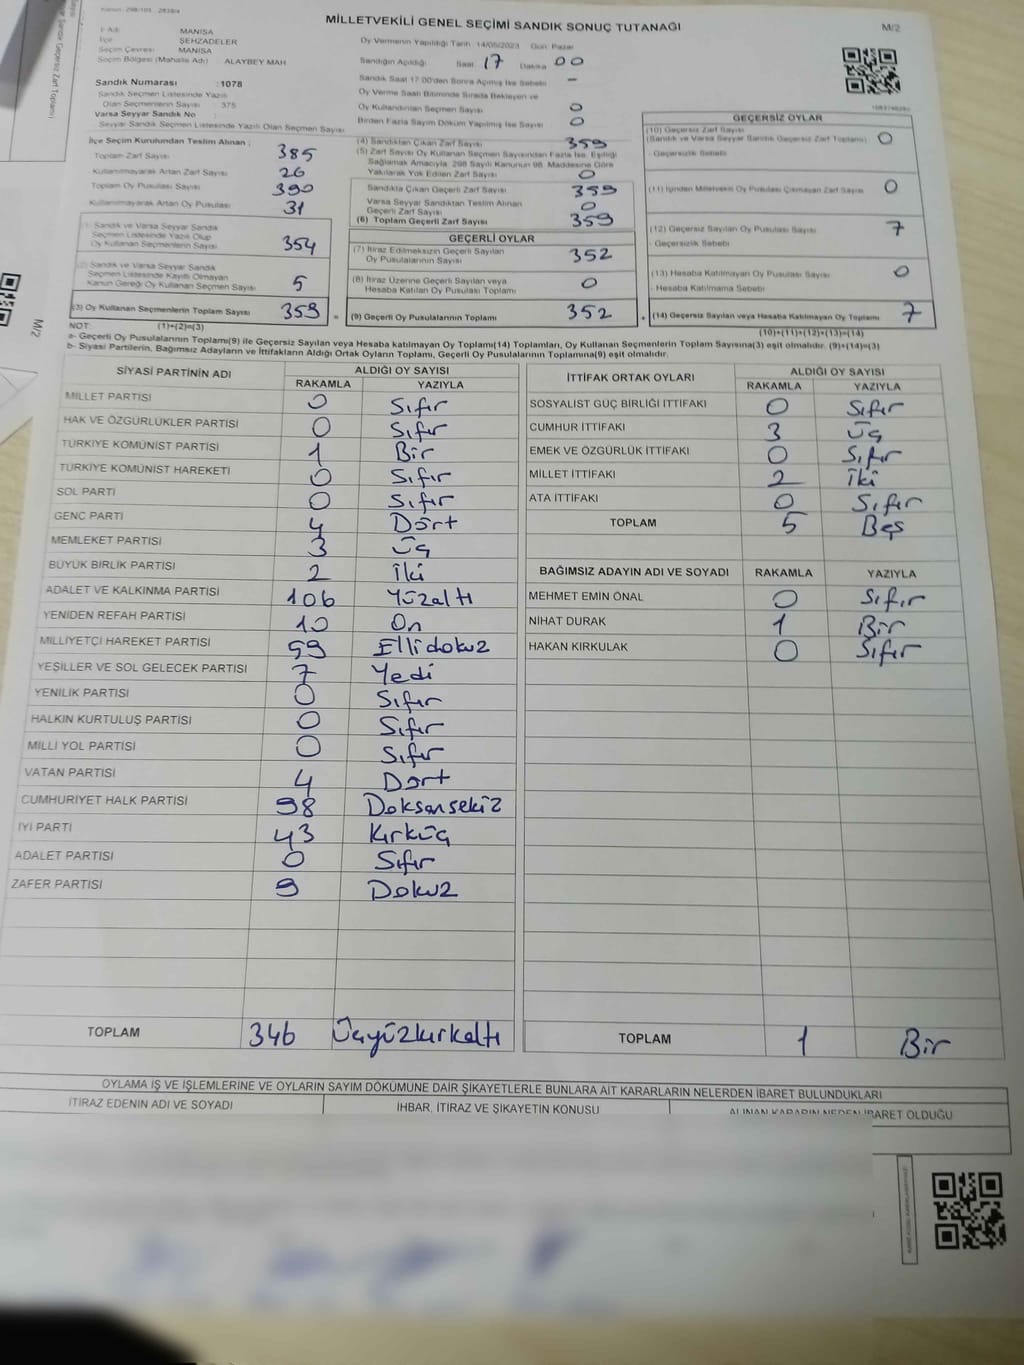 MİLLETVEKİLİ GENEL SEÇİMİ SANDIK SONUÇ TUTANAĞI
M/2
MANİSA
İlçe : ŞEHZADELER
Seçim Çevresi MANİSA
Seçim Bölgesi (Mahalle Adı) ALAYBEY MAH
Sandık Numarası :1078
Sandık Seçmen Listesinde Yazılı
Olan Seçmenlerin Sayısı : 375
Varsa Seyyar Sandık No
Seyyar Sandık Seçmen Listesinde Yazılı Olan Seçmen Sayısı
Oy Vermenin Yapıldığı Tarih 14/05/2023 Gün: Pazar
Sandığın Açıldığı Saat 17 Dakika 00
Sandık Saat 17.00'den Sonra Açılmış İse Sebebi -
Oy Verme Saati Bitiminde Sırada Bekleyen ve
Oy Kullandırılan Seçmen Sayısı 0
Birden Fazla Sayım Döküm Yapılmış İse Sayısı 0
İlçe Seçim Kurulundan Teslim Alınan :
Toplam Zarf Sayısı 385
Kullanılmayarak Artan Zarf Sayısı 26
Toplam Oy Pusulası Sayısı 390
Kullanılmayarak Artan Oy Pusulası 31
(1) Sandık ve Varsa Seyyar Sandık
Seçmen Listesinde Yazılı Olup
Oy Kullanan Seçmenlerin Sayısı 354
(2) Sandık ve Varsa Seyyar Sandık
Seçmen Listesinde Kayıtlı Olmayan
Kanun Gereği Oy Kullanan Seçmen Sayısı 5
(3) Oy Kullanan Seçmenlerin Toplam Sayısı 359
(4) Sandıktan Çıkan Zarf Sayısı 359
(5) Zarf Sayısı Oy Kullanan Seçmen Sayısından Fazla İse, Eşitliği
Sağlamak Amacıyla, 298 Sayılı Kanunun 98. Maddesine Göre
Yakılarak Yok Edilen Zarf Sayısı 0
Sandıkta Çıkan Geçerli Zarf Sayısı 359
Varsa Seyyar Sandıktan Teslim Alınan
Geçerli Zarf Sayısı 0
(6) Toplam Geçerli Zarf Sayısı 359
GEÇERLİ OYLAR
(7) İtiraz Edilmeksizin Geçerli Sayılan
Oy Pusulalarının Sayısı 352
(8) İtiraz Üzerine Geçerli Sayılan veya
Hesaba Katılan Oy Pusulası Toplamı 0
= (9) Geçerli Oy Pusulalarının Toplamı 352
GEÇERSİZ OYLAR
(10) Geçersiz Zarf Sayısı
(Sandık ve Varsa Seyyar Sandık Geçersiz Zarf Toplamı) 0
- Geçersizlik Sebebi
(11) İçinden Milletvekili Oy Pusulası Çıkmayan Zarf Sayısı 0
(12) Geçersiz Sayılan Oy Pusulası Sayısı 7
- Geçersizlik Sebebi
(13) Hesaba Katılmayan Oy Pusulası Sayısı 0
- Hesaba Katılmama Sebebi
+ (14) Geçersiz Sayılan veya Hesaba Katılmayan Oy Toplamı 7
NOT: (1)+(2)=(3) (10)+(11)+(12)+(13)=(14)
a- Geçerli Oy Pusulalarının Toplamı(9) ile Geçersiz Sayılan veya Hesaba katılmayan Oy Toplamı(14) Toplamları, Oy Kullanan Seçmenlerin Toplam Sayısına(3) eşit olmalıdır. (9)+(14)=(3)
b- Siyasi Partilerin, Bağımsız Adayların ve İttifakların Aldığı Ortak Oyların Toplamı, Geçerli Oy Pusulalarının Toplamına(9) eşit olmalıdır.
SİYASİ PARTİNİN ADI ALDIĞI OY SAYISI
RAKAMLA YAZIYLA
MİLLET PARTİSİ 0 Sıfır
HAK VE ÖZGÜRLÜKLER PARTİSİ 0 Sıfır
TÜRKİYE KOMÜNİST PARTİSİ 1 Bir
TÜRKİYE KOMÜNİST HAREKETİ 0 Sıfır
SOL PARTİ 0 Sıfır
GENÇ PARTİ 4 Dört
MEMLEKET PARTİSİ 3 Üç
BÜYÜK BİRLİK PARTİSİ 2 İki
ADALET VE KALKINMA PARTİSİ 106 Yüzaltı
YENİDEN REFAH PARTİSİ 10 On
MİLLİYETÇİ HAREKET PARTİSİ 59 Ellidokuz
YEŞİLLER VE SOL GELECEK PARTİSİ 7 Yedi
YENİLİK PARTİSİ 0 Sıfır
HALKIN KURTULUŞ PARTİSİ 0 Sıfır
MİLLİ YOL PARTİSİ 0 Sıfır
VATAN PARTİSİ 4 Dört
CUMHURİYET HALK PARTİSİ 98 Doksansekiz
İYİ PARTİ 43 Kırküç
ADALET PARTİSİ 0 Sıfır
ZAFER PARTİSİ 9 Dokuz
TOPLAM 346 Üçyüzkırkaltı
İTTİFAK ORTAK OYLARI ALDIĞI OY SAYISI
RAKAMLA YAZIYLA
SOSYALİST GÜÇ BİRLİĞİ İTTİFAKI 0 Sıfır
CUMHUR İTTİFAKI 3 Üç
EMEK VE ÖZGÜRLÜK İTTİFAKI 0 Sıfır
MİLLET İTTİFAKI 2 İki
ATA İTTİFAKI 0 Sıfır
TOPLAM 5 Beş
BAĞIMSIZ ADAYIN ADI VE SOYADI RAKAMLA YAZIYLA
MEHMET EMİN ÖNAL 0 Sıfır
NİHAT DURAK 1 Bir
HAKAN KIRKULAK 0 Sıfır
TOPLAM 1 Bir
OYLAMA İŞ VE İŞLEMLERİNE VE OYLARIN SAYIM DÖKÜMÜNE DAİR ŞİKAYETLERLE BUNLARA AİT KARARLARIN NELERDEN İBARET BULUNDUKLARI
İTİRAZ EDENİN ADI VE SOYADI İHBAR, İTİRAZ VE ŞİKAYETİN KONUSU ALINAN KARARIN NEDEN İBARET OLDUĞU
M/2